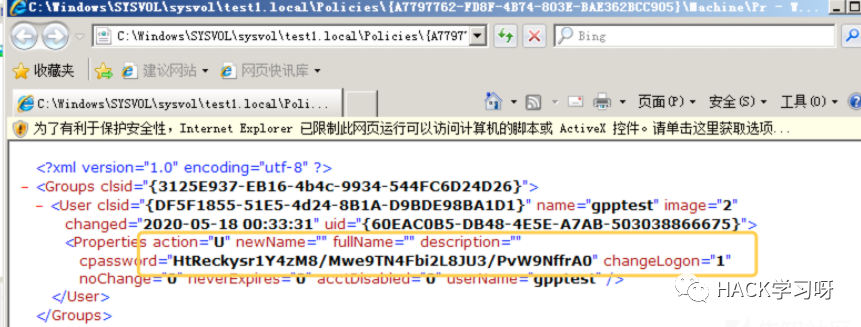 C:\Windows\SYSVOL\sysvol\test1.local\Policies\{A7797762-FD8F-4B74-803E-BAE362BCC905}\Machine\Pr - W...
C:\Windows\SYSVOL\sysvol\test1.local\Policies\{A7797
Bing
收藏夹 建议网站 网页快讯库
C:\Windows\SYSVOL\sysvol\test1.local\Poli... 页面(P) 安全(S) 工具(O)
为了有利于保护安全性，Internet Explorer 已限制此网页运行可以访问计算机的脚本或 ActiveX 控件。请单击这里获取选项...
<?xml version="1.0" encoding="utf-8" ?>
- <Groups clsid="{3125E937-EB16-4b4c-9934-544FC6D24D26}">
- <User clsid="{DF5F1855-51E5-4d24-8B1A-D9BDE98BA1D1}" name="gpptest" image="2"
changed="2020-05-18 00:33:31" uid="{60EAC0B5-DB48-4E5E-A7AB-503038866675}">
<Properties action="U" newName="" fullName="" description=""
cpassword="HtReckysr1Y4zM8/Mwe9TN4Fbi2L8JU3/PvW9NffrA0" changeLogon="1"
noChange="0" neverExpires="0" acctDisabled="0" userName="gpptest" />
</User>
</Groups>
HACK学习呀